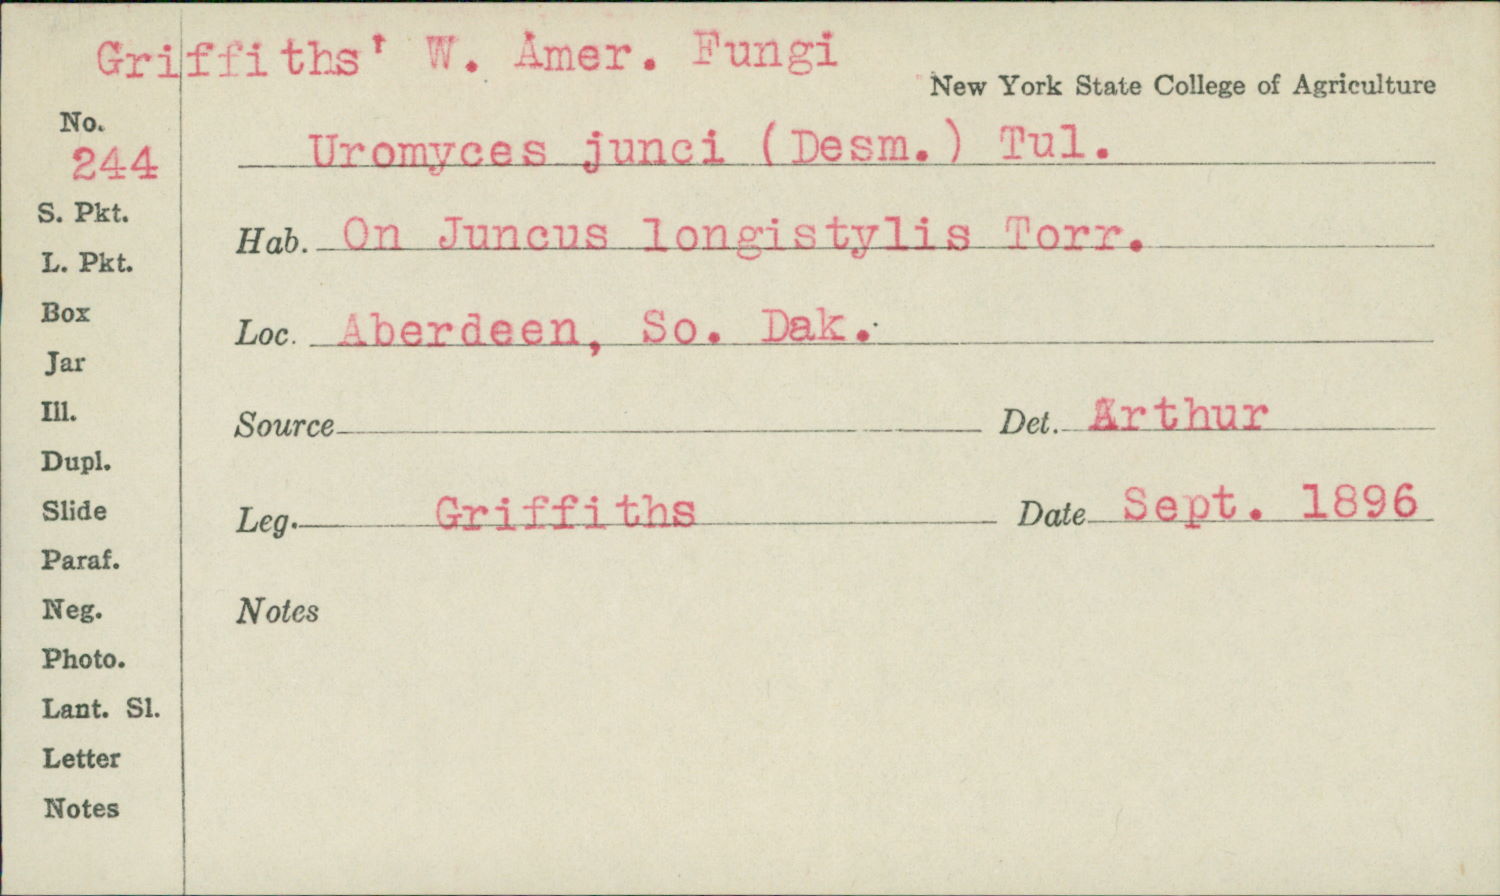 Griffiths' W. Amer. Fungi
New York State College of Agriculture
No.
244
Uromyces junci (Desm.) Tul.
S. Pkt.
Hab. On Juncus longistylis Torr.
L. Pkt.
Box
Loc. Aberdeen, So. Dak.
Jar
Ill.
Source Det. Arthur
Dupl.
Slide
Leg. Griffiths Date Sept. 1896
Paraf.
Neg.
Notes
Photo.
Lant. Sl.
Letter
Notes